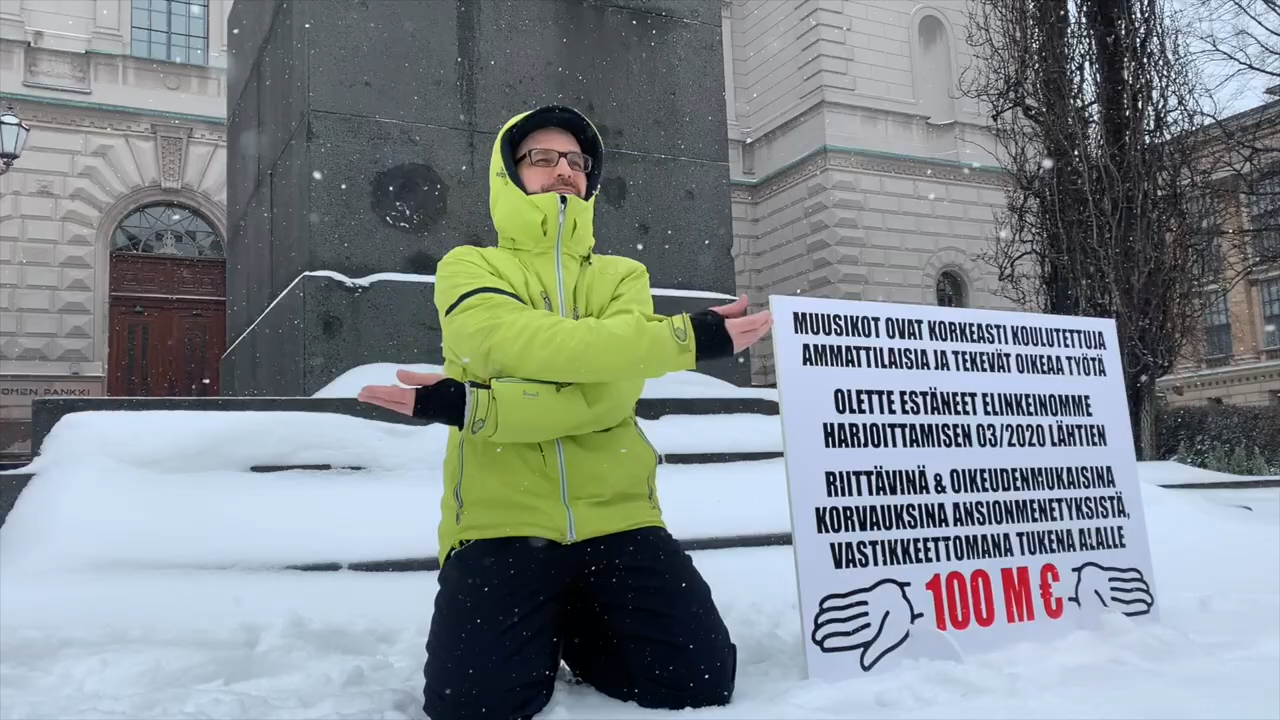 OMEN PANKKI
MUUSIKOT OVAT KORKEASTI KOULUTETTUJA
AMMATTILAISIA JA TEKEVÄT OIKEAA TYÖTÄ
OLETTE ESTÄNEET ELINKEINOMME
HARJOITTAMISEN 03/2020 LÄHTIEN
RIITTÄVINÄ & OIKEUDENMUKAISINA
KORVAUKSINA ANSIONMENETYKSISTÄ,
VASTIKKEETTOMANA TUKENA ALALLE
100 M €